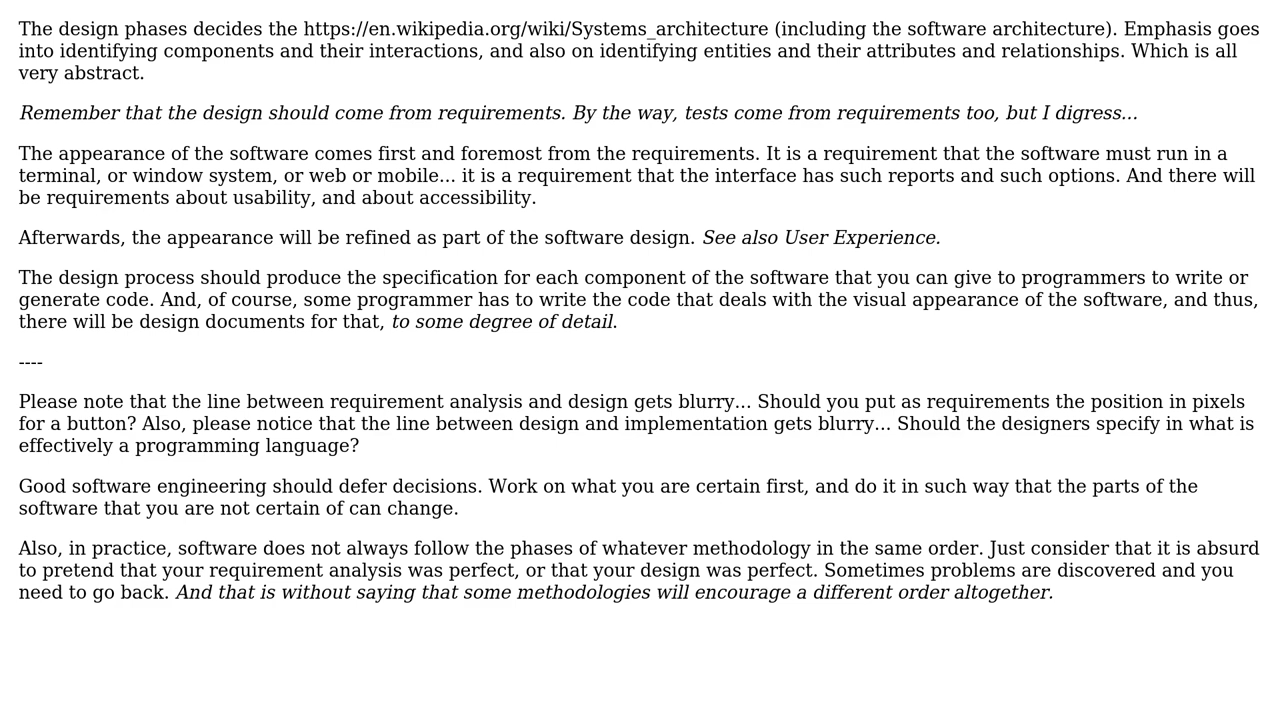 The design phases decides the https://en.wikipedia.org/wiki/Systems_architecture (including the software architecture). Emphasis goes
into identifying components and their interactions, and also on identifying entities and their attributes and relationships. Which is all
very abstract.
Remember that the design should come from requirements. By the way, tests come from requirements too, but I digress...
The appearance of the software comes first and foremost from the requirements. It is a requirement that the software must run in a
terminal, or window system, or web or mobile... it is a requirement that the interface has such reports and such options. And there will
be requirements about usability, and about accessibility.
Afterwards, the appearance will be refined as part of the software design. See also User Experience.
The design process should produce the specification for each component of the software that you can give to programmers to write or
generate code. And, of course, some programmer has to write the code that deals with the visual appearance of the software, and thus,
there will be design documents for that, to some degree of detail.
----
Please note that the line between requirement analysis and design gets blurry... Should you put as requirements the position in pixels
for a button? Also, please notice that the line between design and implementation gets blurry... Should the designers specify in what is
effectively a programming language?
Good software engineering should defer decisions. Work on what you are certain first, and do it in such way that the parts of the
software that you are not certain of can change.
Also, in practice, software does not always follow the phases of whatever methodology in the same order. Just consider that it is absurd
to pretend that your requirement analysis was perfect, or that your design was perfect. Sometimes problems are discovered and you
need to go back. And that is without saying that some methodologies will encourage a different order altogether.